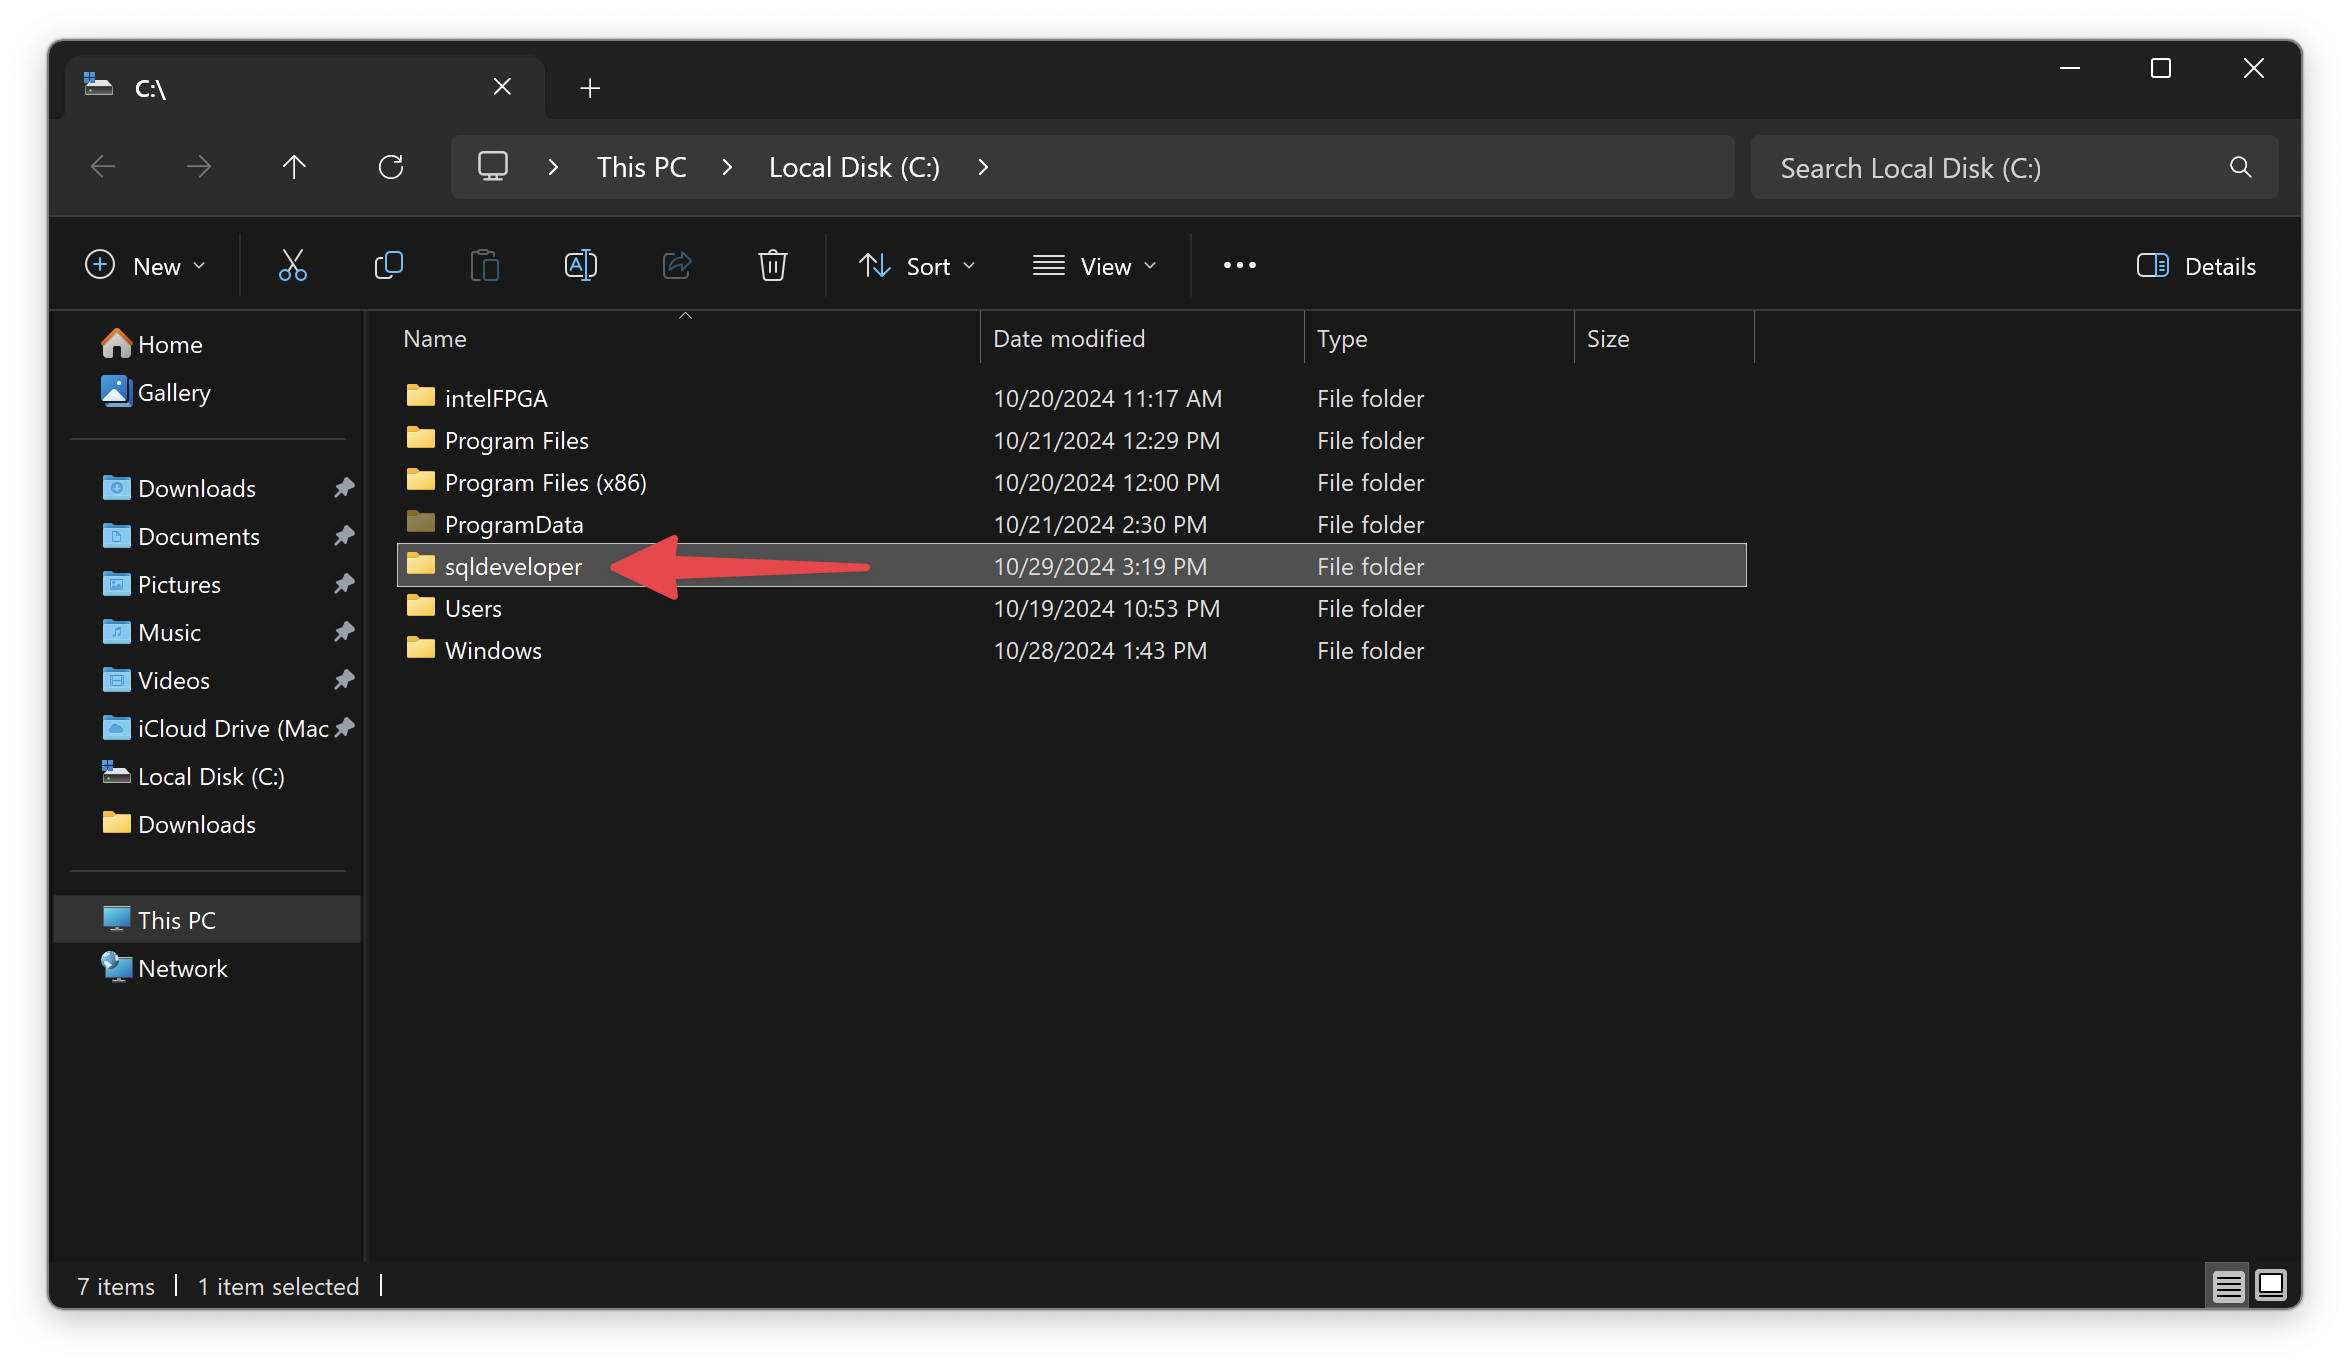 C:\
This PC Local Disk (C:)
Search Local Disk (C:)
New
Sort
View
Details
Home
Gallery
Downloads
Documents
Pictures
Music
Videos
iCloud Drive (Mac
Local Disk (C:)
Downloads
This PC
Network
Name Date modified Type Size
intelFPGA 10/20/2024 11:17 AM File folder
Program Files 10/21/2024 12:29 PM File folder
Program Files (x86) 10/20/2024 12:00 PM File folder
ProgramData 10/21/2024 2:30 PM File folder
sqldeveloper 10/29/2024 3:19 PM File folder
Users 10/19/2024 10:53 PM File folder
Windows 10/28/2024 1:43 PM File folder
7 items 1 item selected